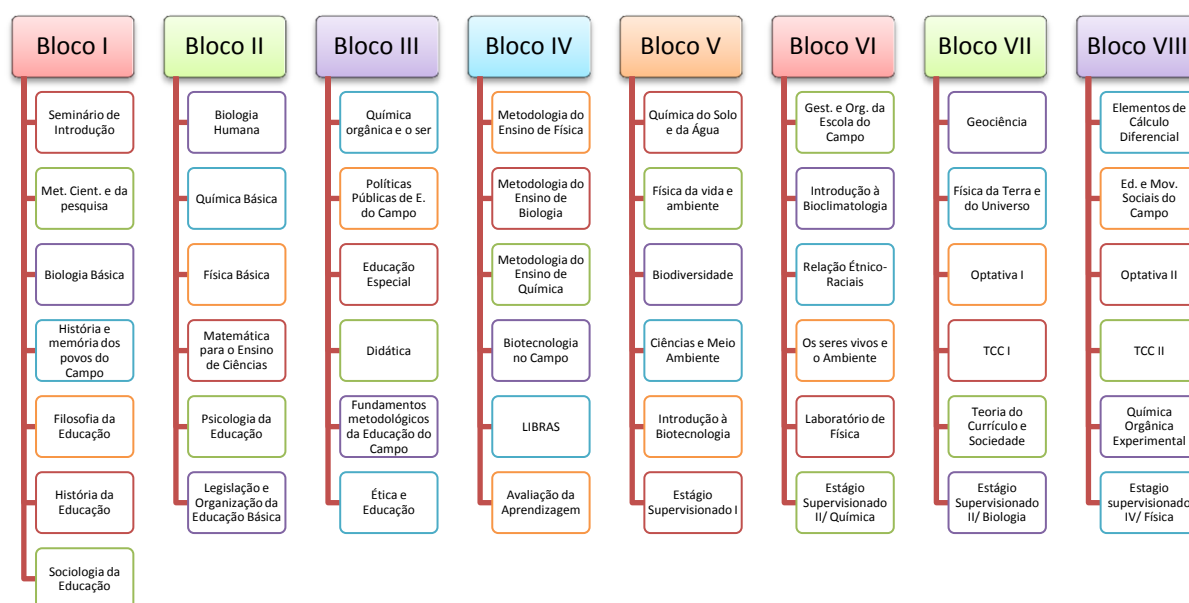 Bloco I
Seminário de
Introdução
Met. Cient. e da
pesquisa
Biologia Básica
História e
memória dos
povos do
Campo
Filosofia da
Educação
História da
Educação
Sociologia da
Educação
Bloco II
Biologia
Humana
Química Básica
Física Básica
Matemática
para o Ensino
de Ciências
Psicologia da
Educação
Legislação e
Organização da
Educação Básica
Bloco III
Química
orgânica e o ser
Políticas
Públicas de E.
do Campo
Educação
Especial
Didática
Fundamentos
metodológicos
da Educação do
Campo
Ética e
Educação
Bloco IV
Metodologia do
Ensino de Física
Metodologia do
Ensino de
Biologia
Metodologia do
Ensino de
Química
Biotecnologia
no Campo
LIBRAS
Avaliação da
Aprendizagem
Bloco V
Química do Solo
e da Água
Física da vida e
ambiente
Biodiversidade
Ciências e Meio
Ambiente
Introdução à
Biotecnologia
Estágio
Supervisionado I
Bloco VI
Gest. e Org. da
Escola do
Campo
Introdução à
Bioclimatologia
Relação Étnico-
Raciais
Os seres vivos e
o Ambiente
Laboratório de
Física
Estágio
Supervisionado
II/ Química
Bloco VII
Geociência
Física da Terra e
do Universo
Optativa I
TCC I
Teoria do
Currículo e
Sociedade
Estágio
Supervisionado
II/ Biologia
Bloco VIII
Elementos de
Cálculo
Diferencial
Ed. e Mov.
Sociais do
Campo
Optativa II
TCC II
Química
Orgânica
Experimental
Estagio
supervisionado
IV/ Física